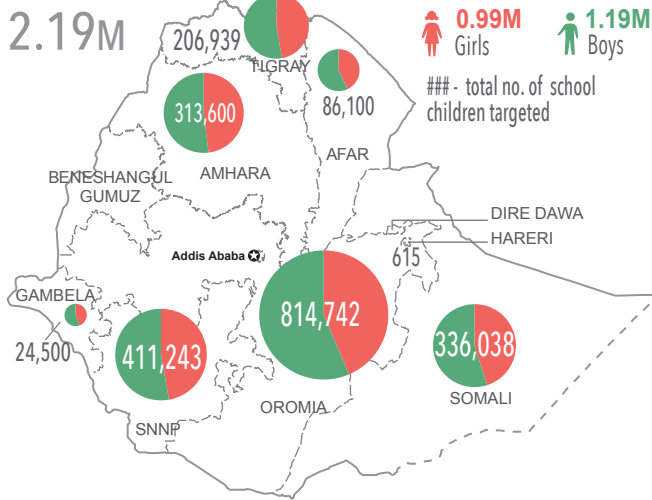 2.19M
0.99M
Girls
1.19M
Boys
### - total no. of school
children targeted
206,939
TIGRAY
86,100
313,600
AFAR
AMHARA
BENESHANGUL
GUMUZ
DIRE DAWA
HARERI
Addis Ababa
615
GAMBELA
24,500
814,742
411,243
336,038
SOMALI
OROMIA
SNNP